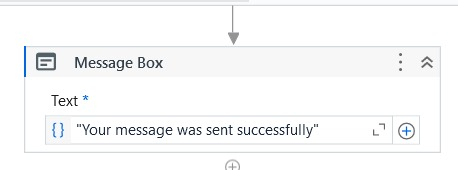 Message Box
Text *
{} "Your message was sent successfully"